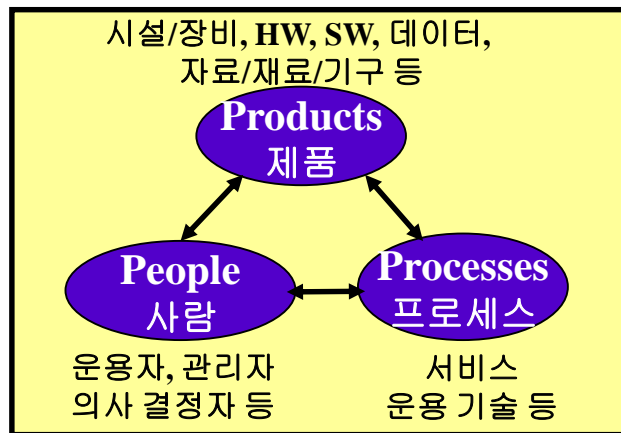 시설/장비, HW, SW, 데이터,
자료/재료/기구 등
Products
제품
People
사람
Processes
프로세스
운용자, 관리자
의사 결정자 등
서비스
운용 기술 등